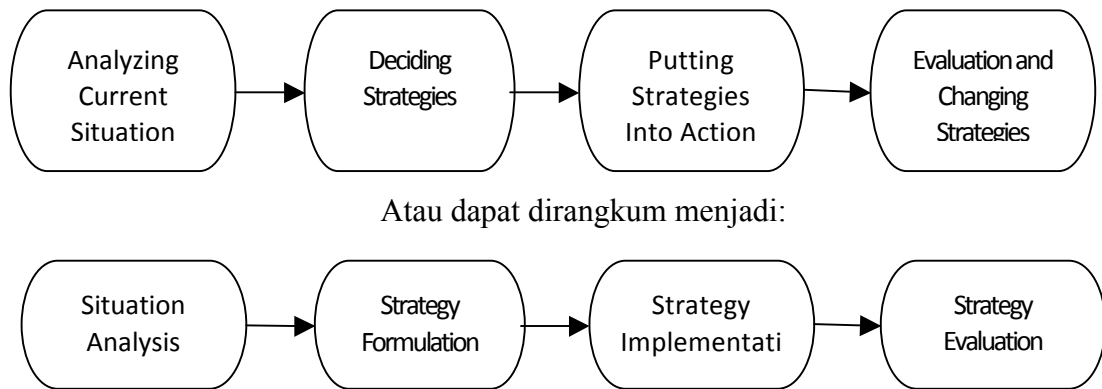 Analyzing
Current
Situation
Deciding
Strategies
Putting
Strategies
Into Action
Evaluation and
Changing
Strategies
Atau dapat dirangkum menjadi:
Situation
Analysis
Strategy
Formulation
Strategy
Implementati
Strategy
Evaluation